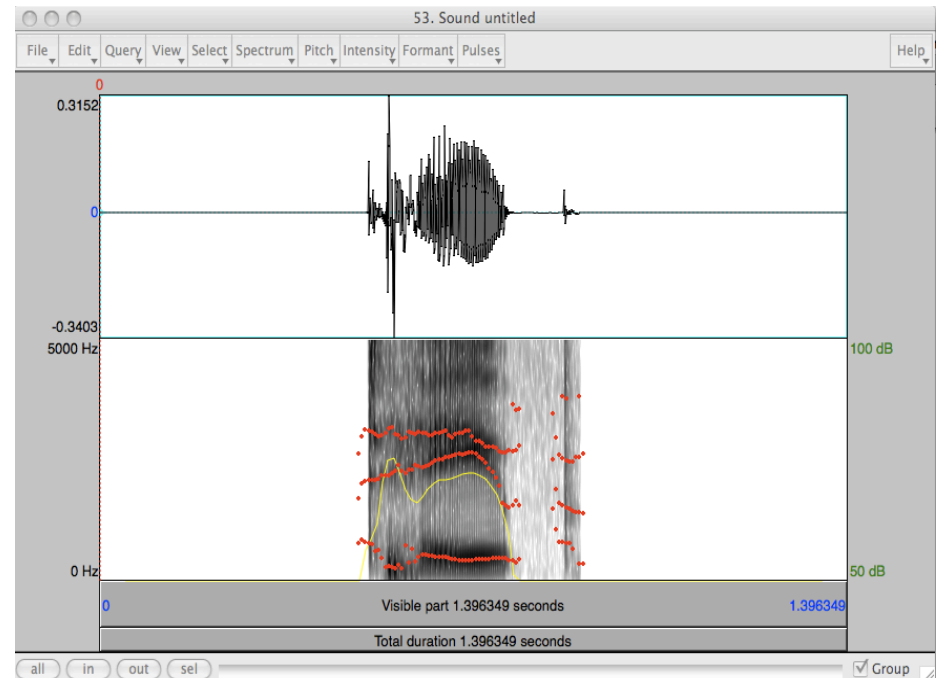 53. Sound untitled
File Edit Query View Select Spectrum Pitch Intensity Formant Pulses Help
0
0.3152
0
-0.3403
5000 Hz 100 dB
0 Hz 50 dB
0 Visible part 1.396349 seconds 1.396349
Total duration 1.396349 seconds
all in out sel Group